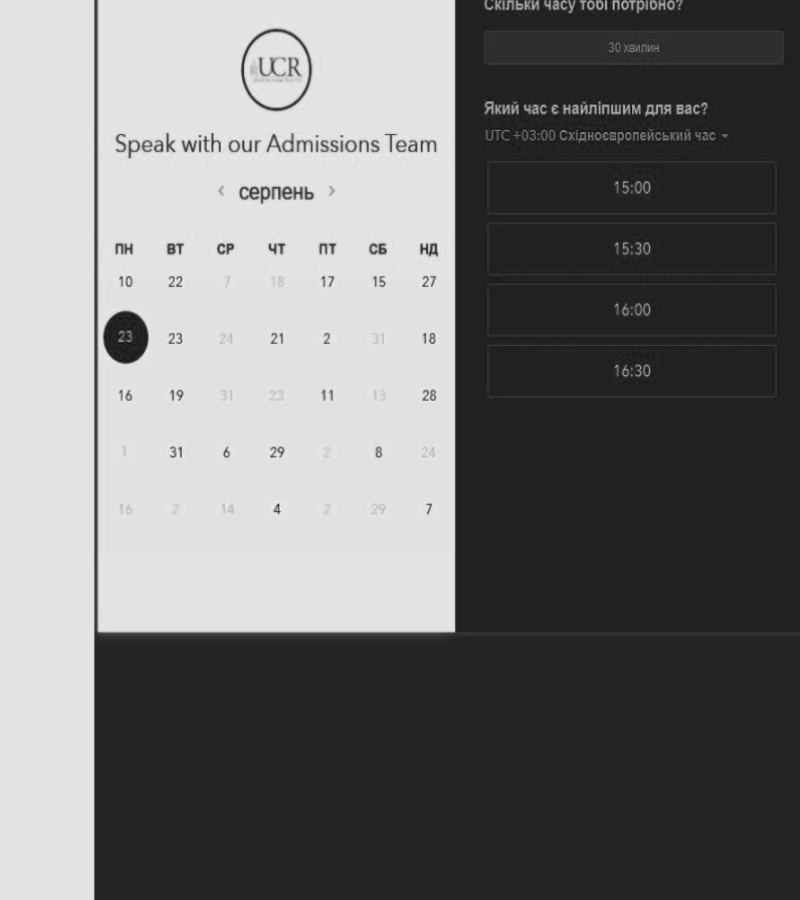 UCR
Speak with our Admissions Team
‹ серпень ›
ПН ВТ СР ЧТ ПТ СБ НД
10 22 7 18 17 15 27
23 23 24 21 2 31 18
16 19 31 23 11 13 28
1 31 6 29 2 8 24
16 2 14 4 2 29 7
Скільки часу тобі потрібно?
30 хвилин
Який час є найліпшим для вас?
UTC +03:00 Східноєвропейський час
15:00
15:30
16:00
16:30